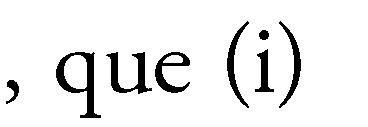 , que (i)